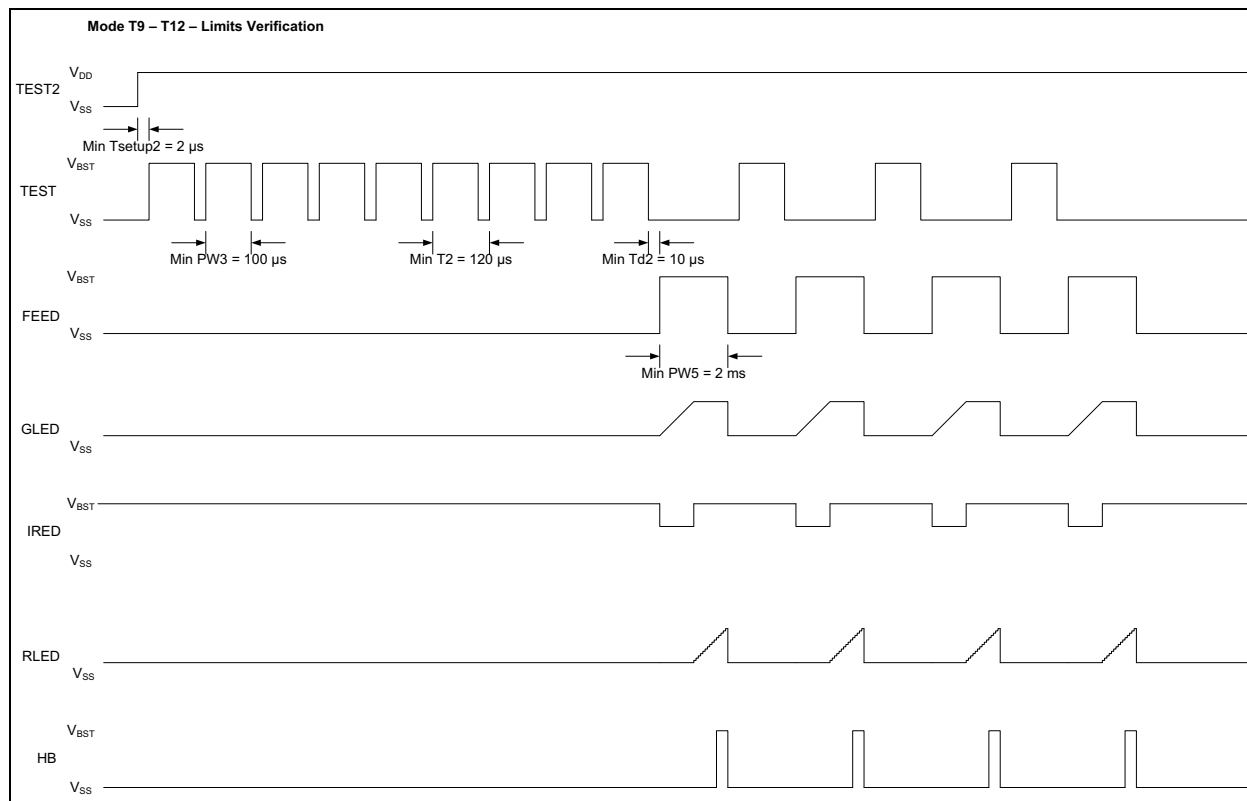 Mode T9 – T12 – Limits Verification
VDD
TEST2
VSS
Min Tsetup2 = 2 µs
VBST
TEST
VSS
Min PW3 = 100 µs
Min T2 = 120 µs
Min Td2 = 10 µs
VBST
FEED
VSS
Min PW5 = 2 ms
GLED
VSS
VBST
IRED
VSS
RLED
VSS
VBST
HB
VSS